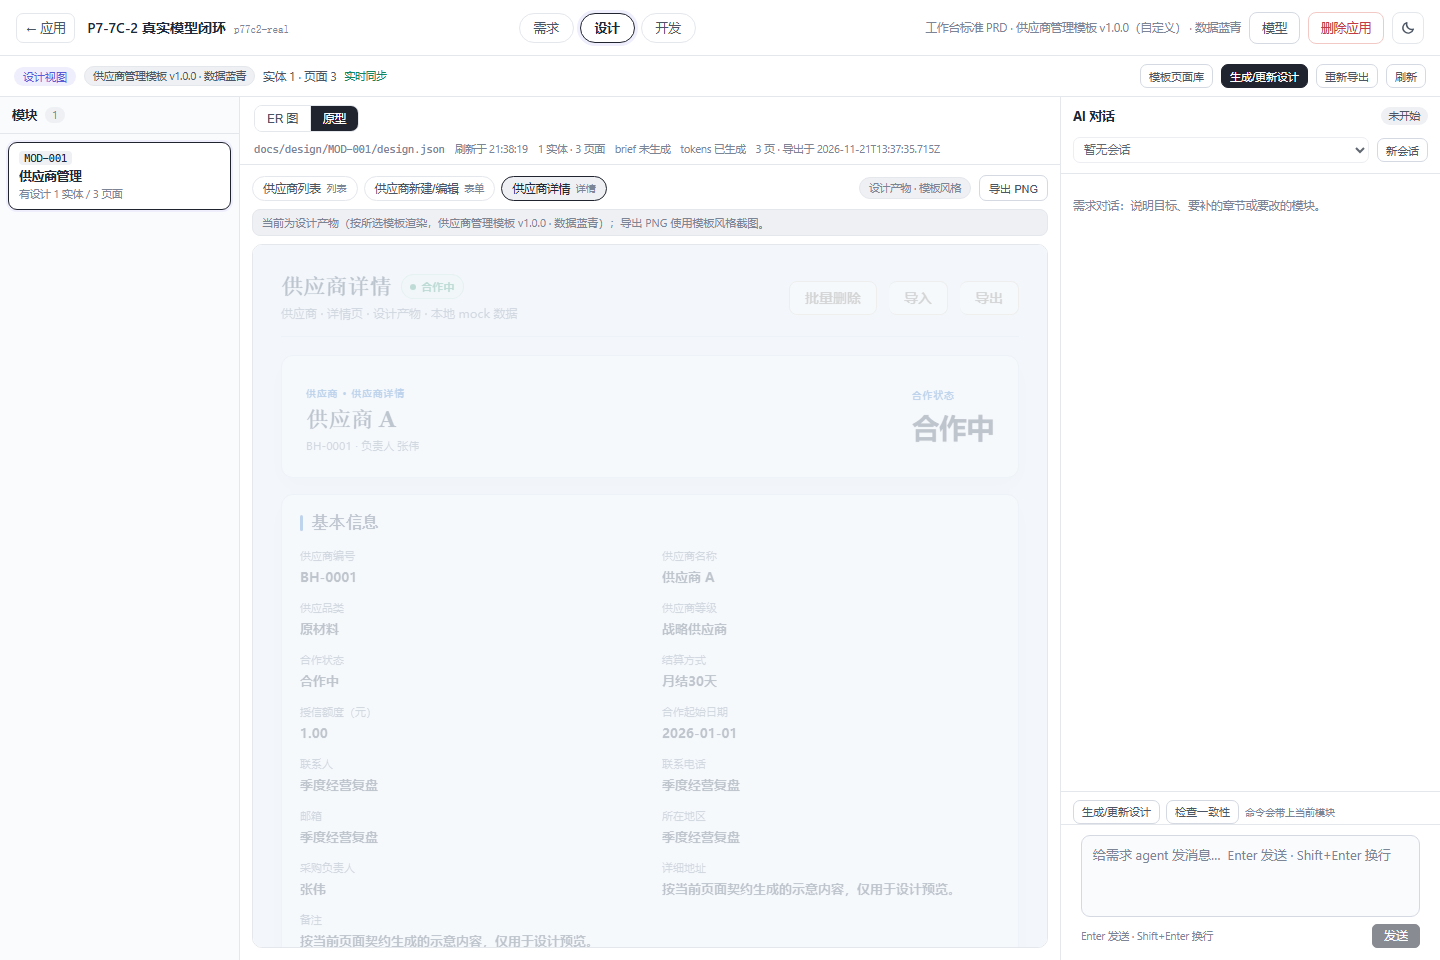 ← 应用
P7-7C-2 真实模型闭环 p77c2-real
需求
设计
开发
工作台标准 PRD · 供应商管理模板 v1.0.0（自定义） · 数据蓝青
模型
删除应用
设计视图
供应商管理模板 v1.0.0 · 数据蓝青
实体 1 · 页面 3
实时同步
模板页面库
生成/更新设计
重新导出
刷新
模块 1
MOD-001
供应商管理
有设计 1 实体 / 3 页面
ER 图
原型
docs/design/MOD-001/design.json 刷新于 21:38:19 1 实体 · 3 页面 brief 未生成 tokens 已生成 3 页 · 导出于 2026-11-21T13:37:35.715Z
供应商列表 列表
供应商新建/编辑 表单
供应商详情 详情
设计产物 · 模板风格
导出 PNG
当前为设计产物（按所选模板渲染，供应商管理模板 v1.0.0 · 数据蓝青）；导出 PNG 使用模板风格截图。
供应商详情
合作中
供应商 · 详情页 · 设计产物 · 本地 mock 数据
批量删除
导入
导出
供应商 • 供应商详情
供应商 A
BH-0001 · 负责人 张伟
合作状态
合作中
基本信息
供应商编号
BH-0001
供应商名称
供应商 A
供应品类
原材料
供应商等级
战略供应商
合作状态
合作中
结算方式
月结30天
授信额度（元）
1.00
合作起始日期
2026-01-01
联系人
季度经营复盘
联系电话
季度经营复盘
邮箱
季度经营复盘
所在地区
季度经营复盘
采购负责人
张伟
详细地址
按当前页面契约生成的示意内容，仅用于设计预览。
备注
按当前页面契约生成的示意内容，仅用于设计预览。
AI 对话
未开始
暂无会话
新会话
需求对话：说明目标、要补的章节或要改的模块。
生成/更新设计
检查一致性
命令会带上当前模块
给需求 agent 发消息... Enter 发送 · Shift+Enter 换行
Enter 发送 · Shift+Enter 换行
发送